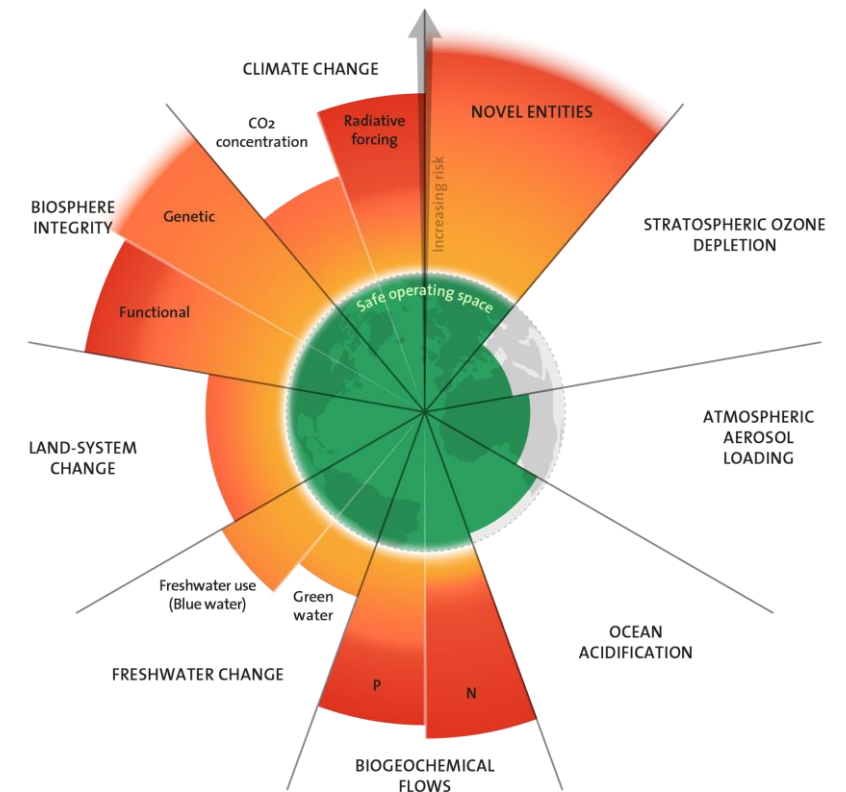 CLIMATE CHANGE
CO2
concentration
Radiative
forcing
NOVEL ENTITIES
Increasing risk
Genetic
BIOSPHERE
INTEGRITY
STRATOSPHERIC OZONE
DEPLETION
Safe operating space
Functional
LAND-SYSTEM
CHANGE
ATMOSPHERIC
AEROSOL
LOADING
Freshwater use
(Blue water)
Green
water
FRESHWATER CHANGE
OCEAN
ACIDIFICATION
P
N
BIOGEOCHEMICAL
FLOWS